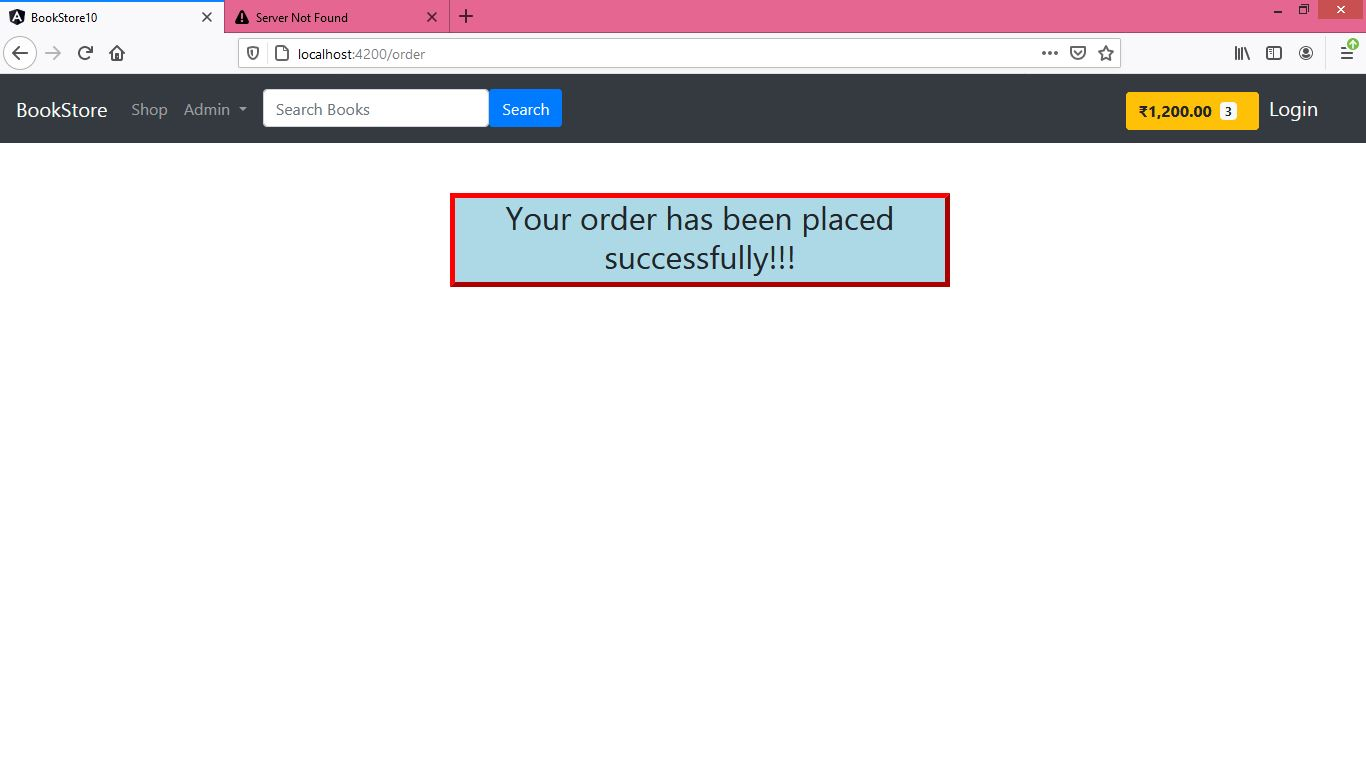 BookStore10
Server Not Found
localhost:4200/order
BookStore Shop Admin Search Books Search ₹1,200.00 3 Login
Your order has been placed
successfully!!!